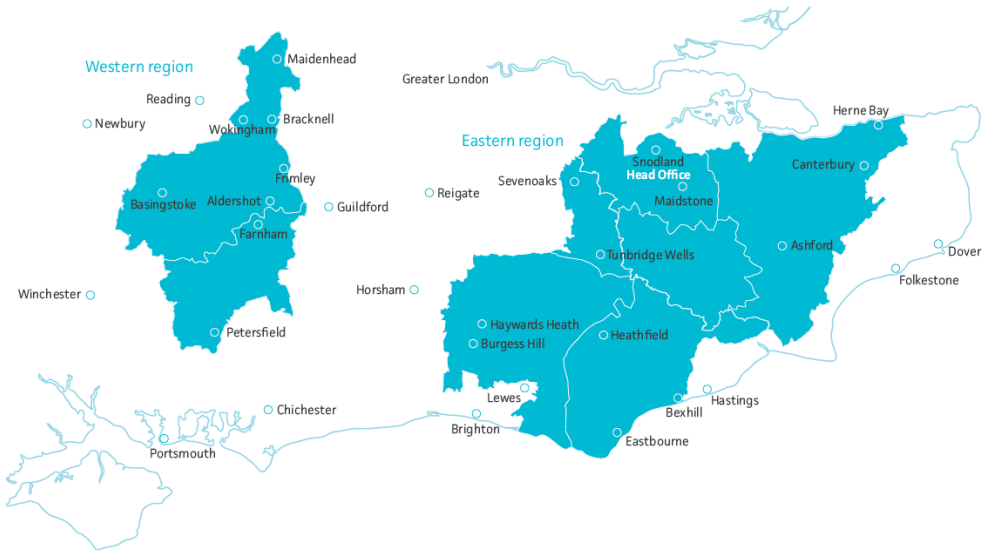 Western region
Maidenhead
Reading
Newbury
Wokingham
Bracknell
Frimley
Basingstoke
Aldershot
Guildford
Farnham
Winchester
Petersfield
Chichester
Portsmouth
Greater London
Eastern region
Herne Bay
Snodland
Head Office
Canterbury
Sevenoaks
Maidstone
Reigate
Tunbridge Wells
Ashford
Dover
Folkestone
Horsham
Haywards Heath
Heathfield
Burgess Hill
Lewes
Hastings
Bexhill
Brighton
Eastbourne